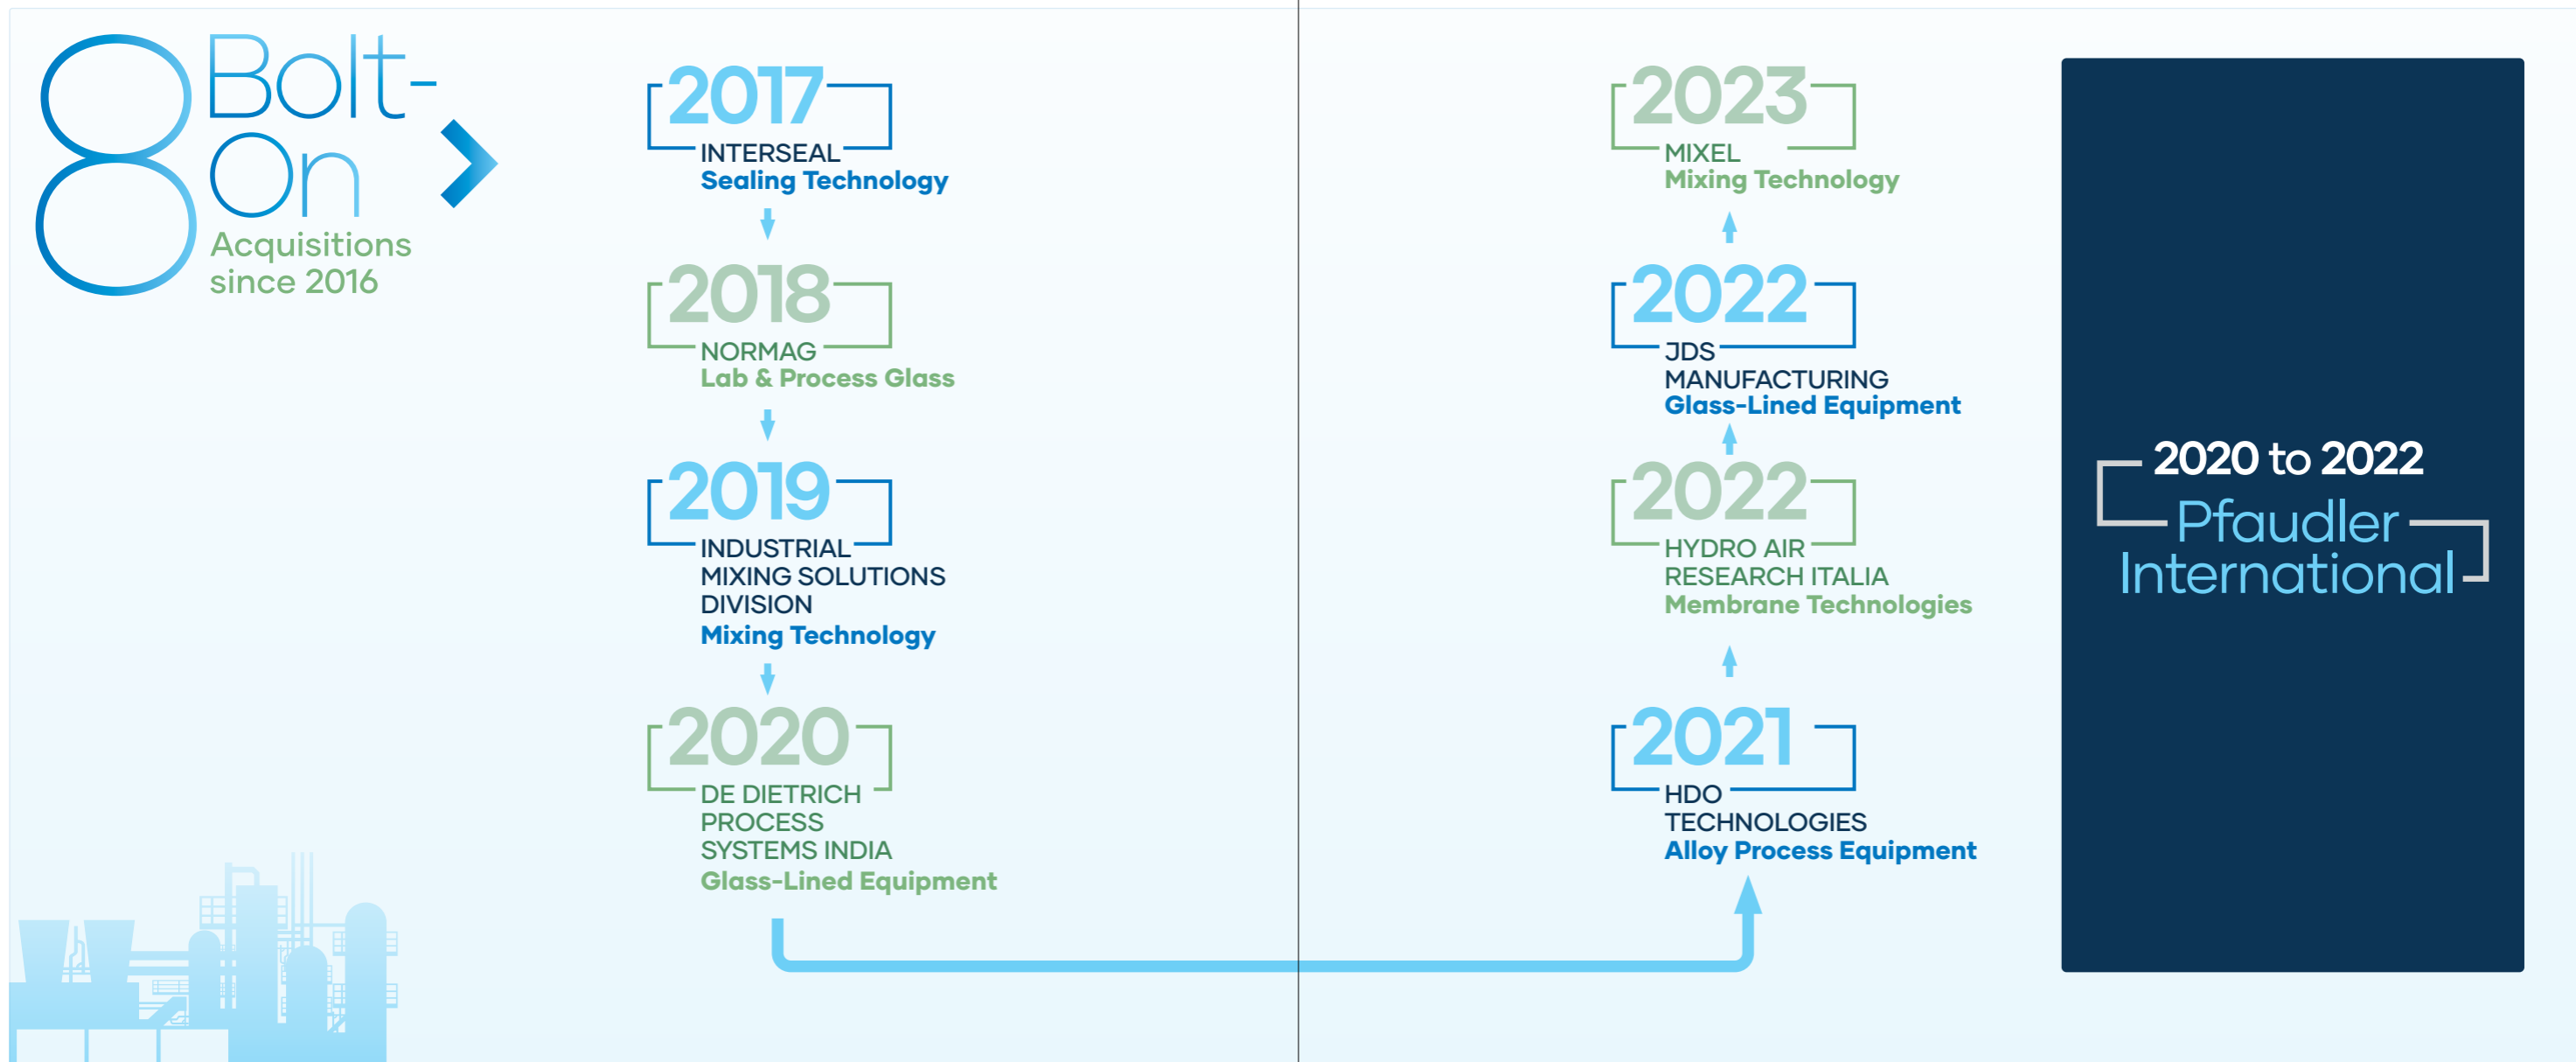 8 Bolt-
On
Acquisitions
since 2016
2017
INTERSEAL
Sealing Technology
2018
NORMAG
Lab & Process Glass
2019
INDUSTRIAL
MIXING SOLUTIONS
DIVISION
Mixing Technology
2020
DE DIETRICH
PROCESS
SYSTEMS INDIA
Glass-Lined Equipment
2021
HDO
TECHNOLOGIES
Alloy Process Equipment
2022
HYDRO AIR
RESEARCH ITALIA
Membrane Technologies
2022
JDS
MANUFACTURING
Glass-Lined Equipment
2023
MIXEL
Mixing Technology
2020 to 2022
Pfaudler
International